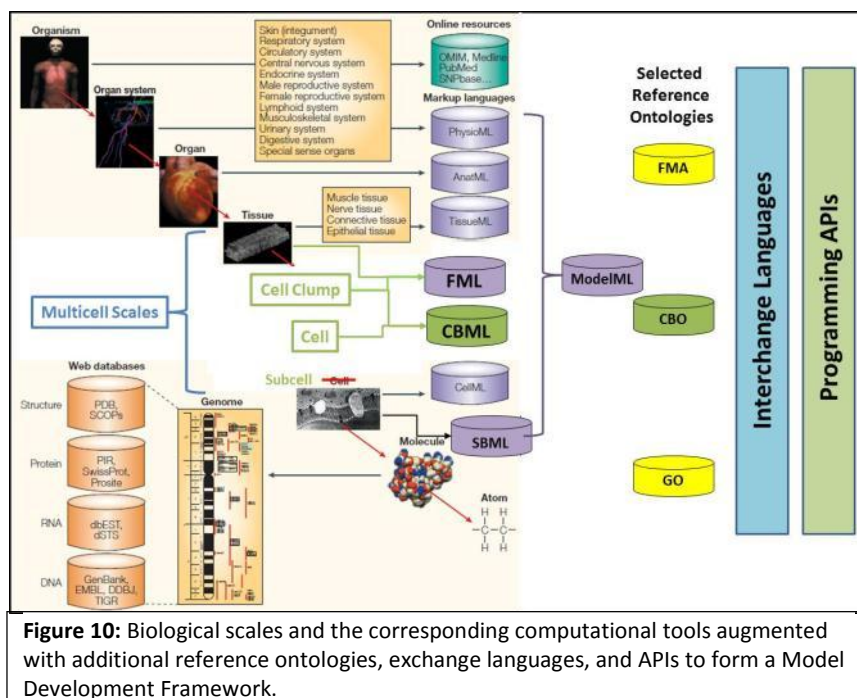 Organism
Organ system
Organ
Tissue
Skin (integument)
Respiratory system
Circulatory system
Central nervous system
Endocrine system
Male reproductive system
Female reproductive system
Lymphoid system
Musculoskeletal system
Urinary system
Digestive system
Special sense organs
Muscle tissue
Nerve tissue
Connective tissue
Epithelial tissue
Online resources
OMIM, Medline
PubMed
SNPbase...
Markup languages
PhysioML
AnatML
TissueML
FML
CBML
CellML
SBML
ModelML
Multicell Scales
Cell Clump
Cell
Subcell Cell
Molecule
Atom
H H
C C
H H
Web databases
Structure
PDB,
SCOPs
Protein
PIR,
SwissProt,
Prosite
RNA
dbEST,
dSTS
DNA
GenBank,
EMBL, DDBJ,
TIGR
Genome
Selected
Reference
Ontologies
FMA
CBO
GO
Interchange Languages
Programming APIs
Figure 10: Biological scales and the corresponding computational tools augmented
with additional reference ontologies, exchange languages, and APIs to form a Model
Development Framework.